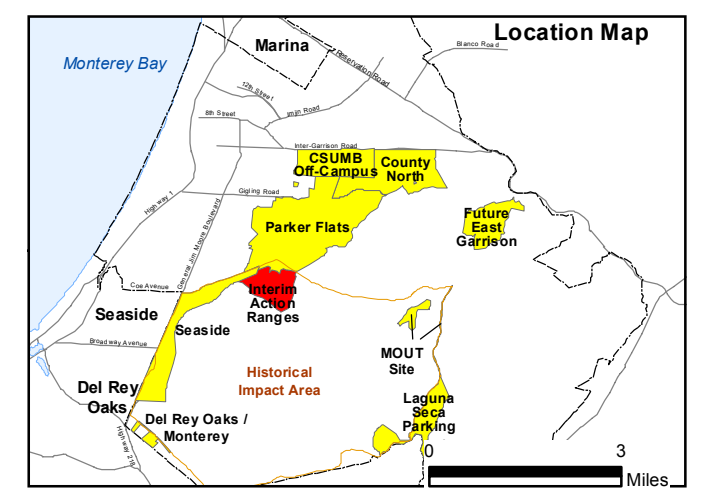 Location Map
Marina
Monterey Bay
Blanco Road
Reservation Road
12th Street
Imjin Road
8th Street
Inter-Garrison Road
CSUMB
Off-Campus
County
North
Gigling Road
Highway 1
General Jim Moore Boulevard
Parker Flats
Future
East
Garrison
Coe Avenue
Interim
Action
Ranges
Seaside
Seaside
Broadway Avenue
MOUT
Site
Historical
Impact Area
Del Rey
Oaks
Laguna
Seca
Parking
Del Rey Oaks /
Monterey
Highway 218
0
3
Miles